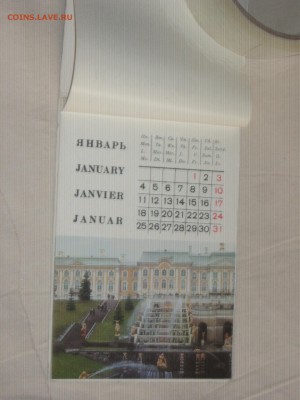 COINS.LAVE.RU
ЯНВАРЬ
JANUARY
JANVIER
JANUAR
1 2 3
4 5 6 7 8 9 10
11 12 13 14 15 16 17
18 19 20 21 22 23 24
25 26 27 28 29 30 31